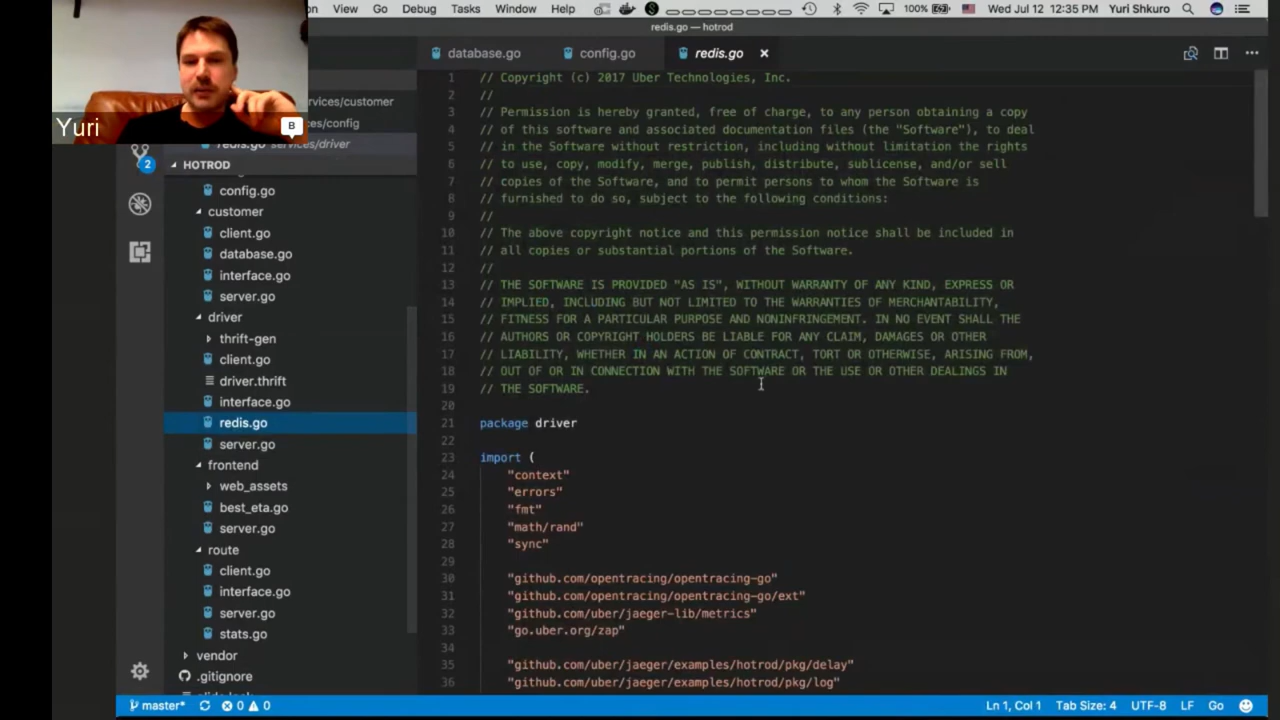 on View Go Debug Tasks Window Help 100% Wed Jul 12 12:35 PM Yuri Shkuro
redis.go — hotrod
database.go config.go redis.go
Yuri
B
rvices/customer
ces/config
redis.go services/driver
2
HOTROD
config.go
customer
client.go
database.go
interface.go
server.go
driver
thrift-gen
client.go
driver.thrift
interface.go
redis.go
server.go
frontend
web_assets
best_eta.go
server.go
route
client.go
interface.go
server.go
stats.go
vendor
.gitignore
1 // Copyright (c) 2017 Uber Technologies, Inc.
2 //
3 // Permission is hereby granted, free of charge, to any person obtaining a copy
4 // of this software and associated documentation files (the "Software"), to deal
5 // in the Software without restriction, including without limitation the rights
6 // to use, copy, modify, merge, publish, distribute, sublicense, and/or sell
7 // copies of the Software, and to permit persons to whom the Software is
8 // furnished to do so, subject to the following conditions:
9 //
10 // The above copyright notice and this permission notice shall be included in
11 // all copies or substantial portions of the Software.
12 //
13 // THE SOFTWARE IS PROVIDED "AS IS", WITHOUT WARRANTY OF ANY KIND, EXPRESS OR
14 // IMPLIED, INCLUDING BUT NOT LIMITED TO THE WARRANTIES OF MERCHANTABILITY,
15 // FITNESS FOR A PARTICULAR PURPOSE AND NONINFRINGEMENT. IN NO EVENT SHALL THE
16 // AUTHORS OR COPYRIGHT HOLDERS BE LIABLE FOR ANY CLAIM, DAMAGES OR OTHER
17 // LIABILITY, WHETHER IN AN ACTION OF CONTRACT, TORT OR OTHERWISE, ARISING FROM,
18 // OUT OF OR IN CONNECTION WITH THE SOFTWARE OR THE USE OR OTHER DEALINGS IN
19 // THE SOFTWARE.
20
21 package driver
22
23 import (
24 "context"
25 "errors"
26 "fmt"
27 "math/rand"
28 "sync"
29
30 "github.com/opentracing/opentracing-go"
31 "github.com/opentracing/opentracing-go/ext"
32 "github.com/uber/jaeger-lib/metrics"
33 "go.uber.org/zap"
34
35 "github.com/uber/jaeger/examples/hotrod/pkg/delay"
36 "github.com/uber/jaeger/examples/hotrod/pkg/log"
master* 0 0 Ln 1, Col 1 Tab Size: 4 UTF-8 LF Go